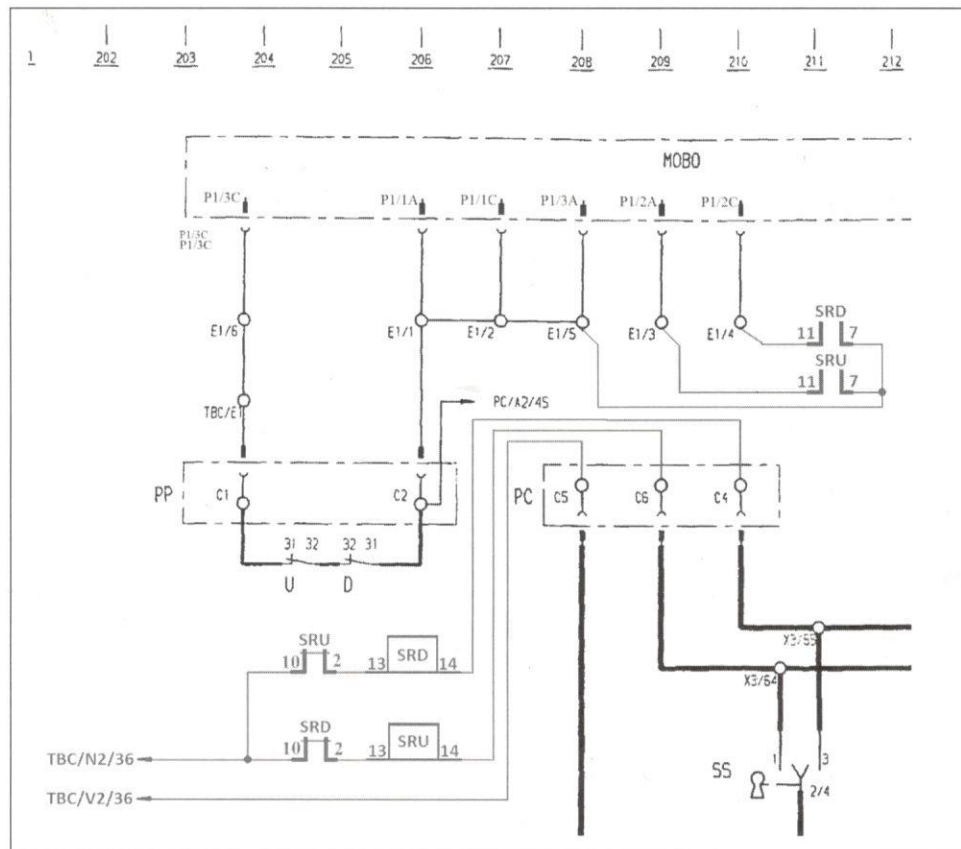 1 202 203 204 205 206 207 208 209 210 211 212
MOBO
P1/3C P1/1A P1/1C P1/3A P1/2A P1/2C
P1/3C
P1/3C
SRD
E1/6 E1/1 E1/2 E1/5 E1/3 E1/4 11 7
SRU
11 7
TBC/E1 PC/A2/45
PP C1 C2 PC C5 C6 C4
31 32 32 31
U D
SRU X3/65
10 2 13 SRD 14
X3/64
SRD
10 2 13 SRU 14
TBC/N2/36 1 3
SS
2/4
TBC/V2/36